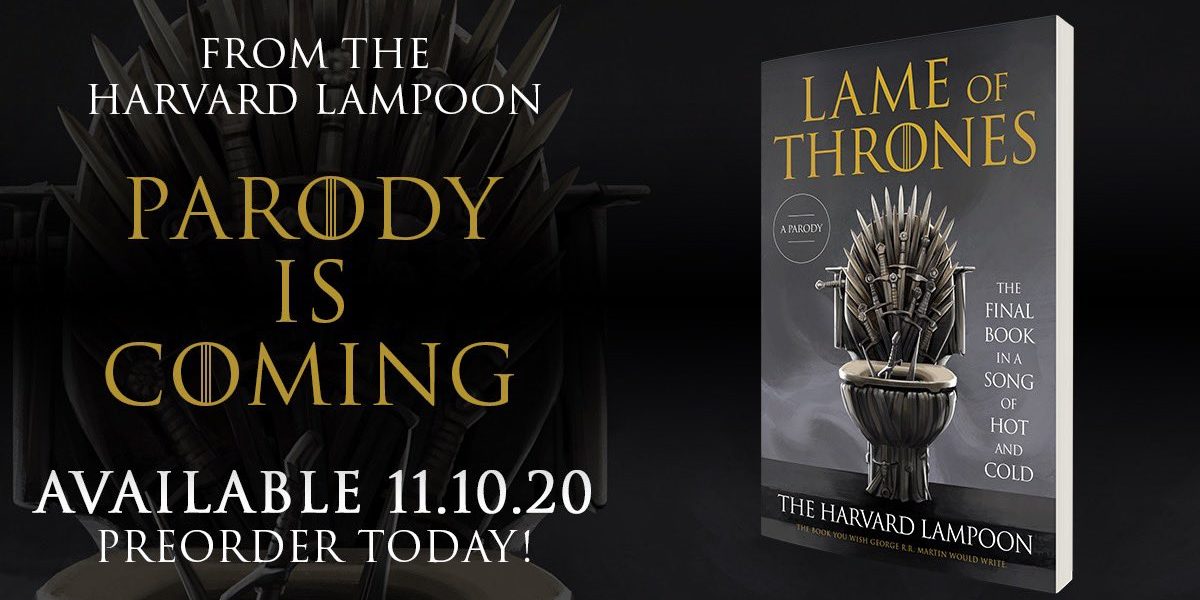 FROM THE
HARVARD LAMPOON
PARODY
IS
COMING
AVAILABLE 11.10.20
PREORDER TODAY!
LAME OF
THRONES
A PARODY
THE
FINAL
BOOK
IN A
SONG
OF
HOT
AND
COLD
THE HARVARD LAMPOON
THE BOOK YOU WISH GEORGE R.R. MARTIN WOULD WRITE.